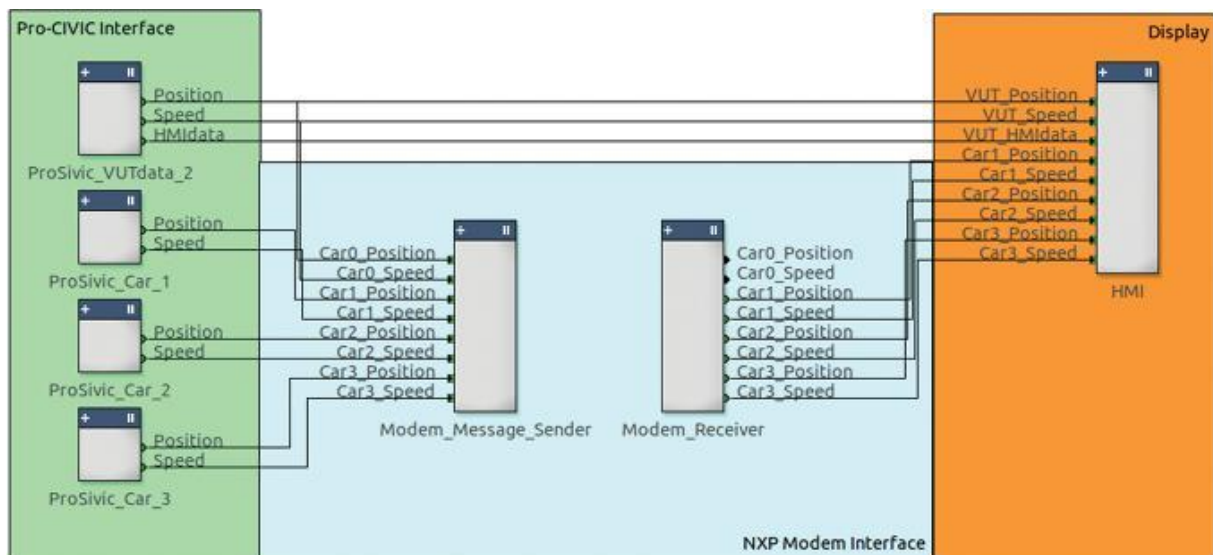 Pro-CIVIC Interface
Position
Speed
HMIdata
ProSivic_VUTdata_2
Position
Speed
ProSivic_Car_1
Position
Speed
ProSivic_Car_2
Position
Speed
ProSivic_Car_3
Car0_Position
Car0_Speed
Car1_Position
Car1_Speed
Car2_Position
Car2_Speed
Car3_Position
Car3_Speed
Modem_Message_Sender
Car0_Position
Car0_Speed
Car1_Position
Car1_Speed
Car2_Position
Car2_Speed
Car3_Position
Car3_Speed
Modem_Receiver
NXP Modem Interface
Display
VUT_Position
VUT_Speed
VUT_HMIdata
Car1_Position
Car1_Speed
Car2_Position
Car2_Speed
Car3_Position
Car3_Speed
HMI